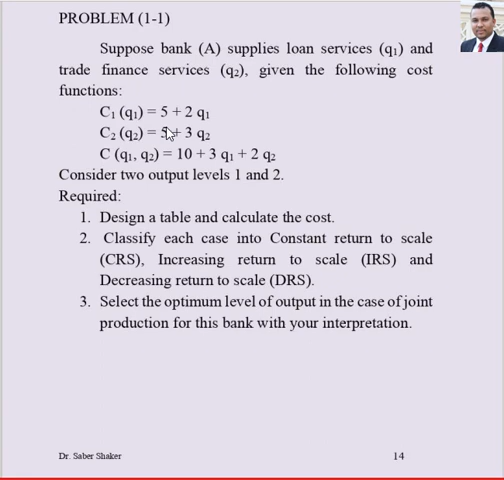 PROBLEM (1-1)
Suppose bank (A) supplies loan services (q₁) and
trade finance services (q₂), given the following cost
functions:
C₁ (q₁) = 5 + 2 q₁
C₂ (q₂) = 5 + 3 q₂
C (q₁, q₂) = 10 + 3 q₁ + 2 q₂
Consider two output levels 1 and 2.
Required:
1. Design a table and calculate the cost.
2. Classify each case into Constant return to scale
(CRS), Increasing return to scale (IRS) and
Decreasing return to scale (DRS).
3. Select the optimum level of output in the case of joint
production for this bank with your interpretation.
Dr. Saber Shaker 14